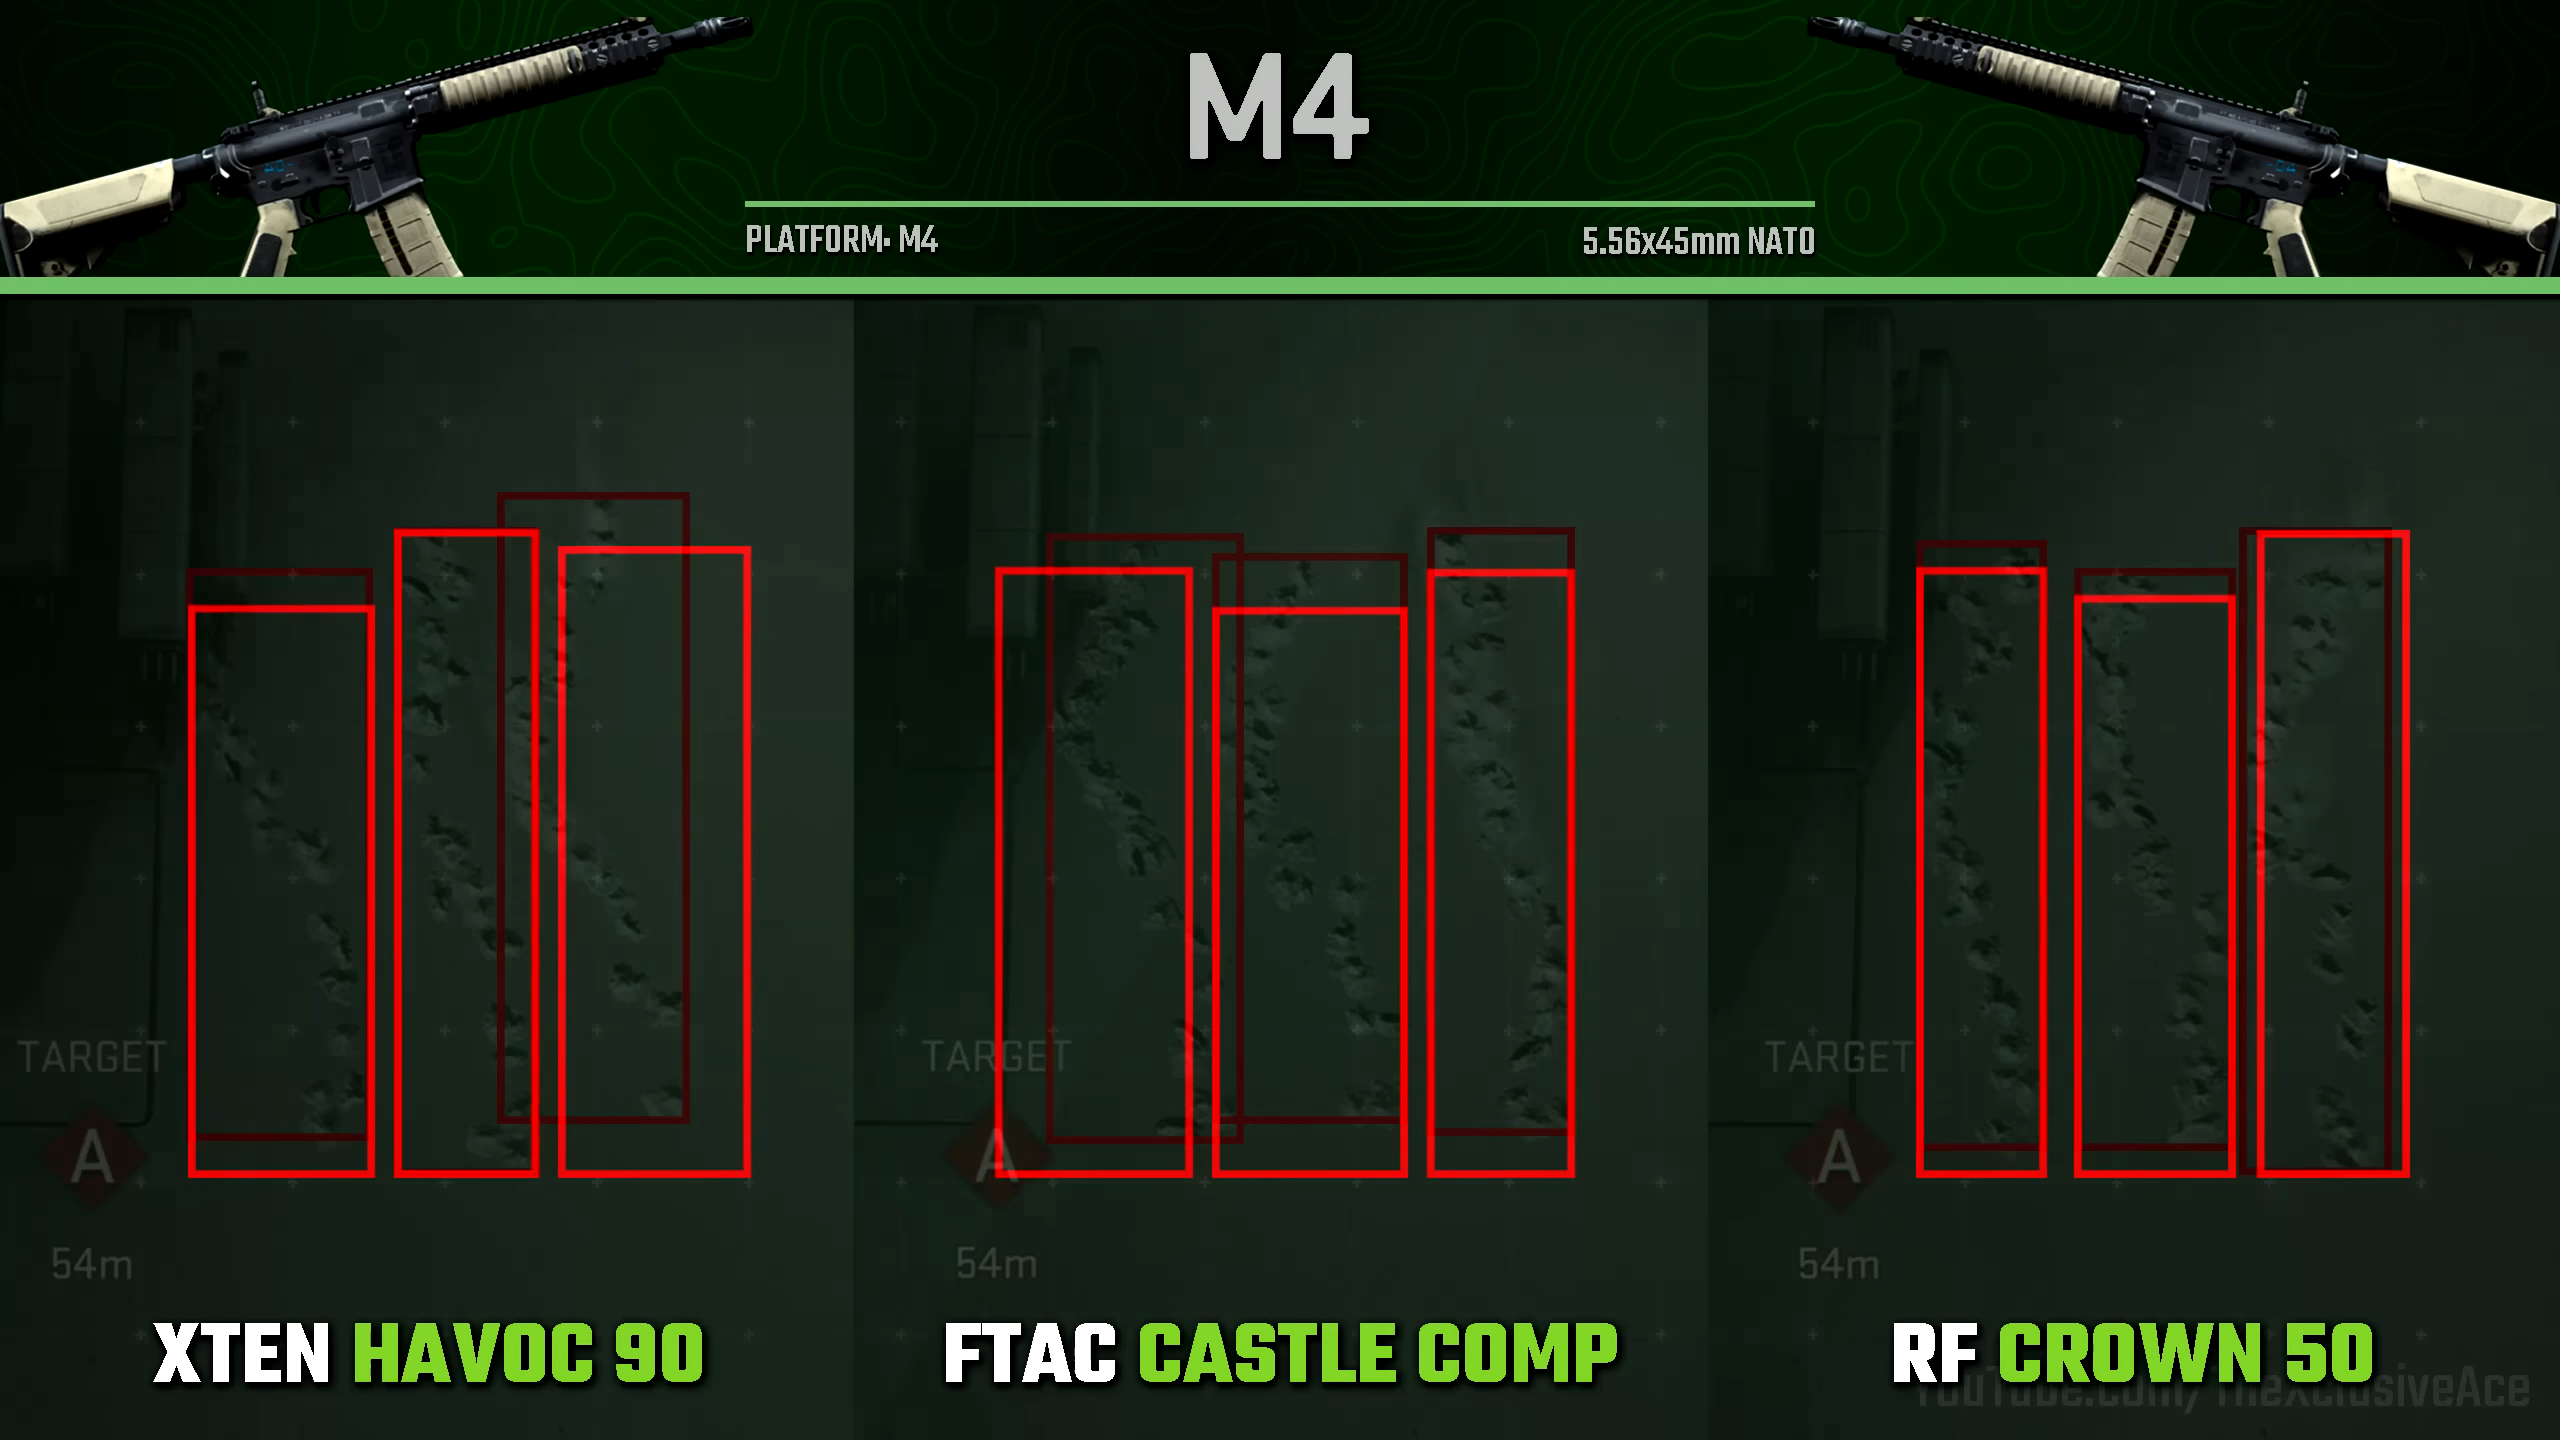 M4
PLATFORM: M4
5.56x45mm NATO
TARGET
A
54m
TARGET
A
54m
TARGET
A
54m
XTEN HAVOC 90
FTAC CASTLE COMP
RF CROWN 50
YouTube.com/TheXclusiveAce